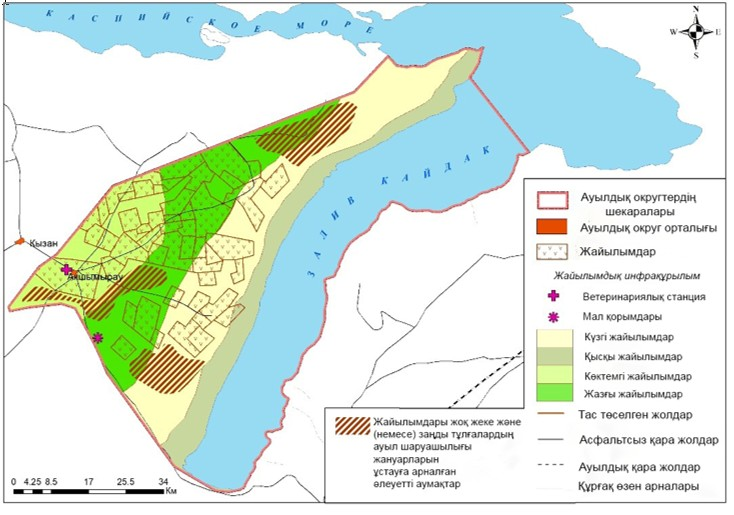 КАСПИЙСКОЕ МОРЕ
N
W E
S
ЗАЛИВ КАЙДАК
Кызан
Акшымырау
Ауылдық округтердің
шекаралары
Ауылдық округ орталығы
Жайылымдар
Жайылымдық инфрақұрылым
Ветеринариялық станция
Мал қорымдары
Күзгі жайылымдар
Қысқы жайылымдар
Көктемгі жайылымдар
Жазғы жайылымдар
Тас төселген жолдар
Асфальтсыз қара жолдар
Ауылдық қара жолдар
Құрғақ өзен арналары
Жайылымдары жоқ жеке және
(немесе) заңды тұлғалардың
ауыл шаруашылығы
жануарларын
ұстауға арналған
әлеуетті аумақтар
0 4.25 8.5 17 25.5 34
Км